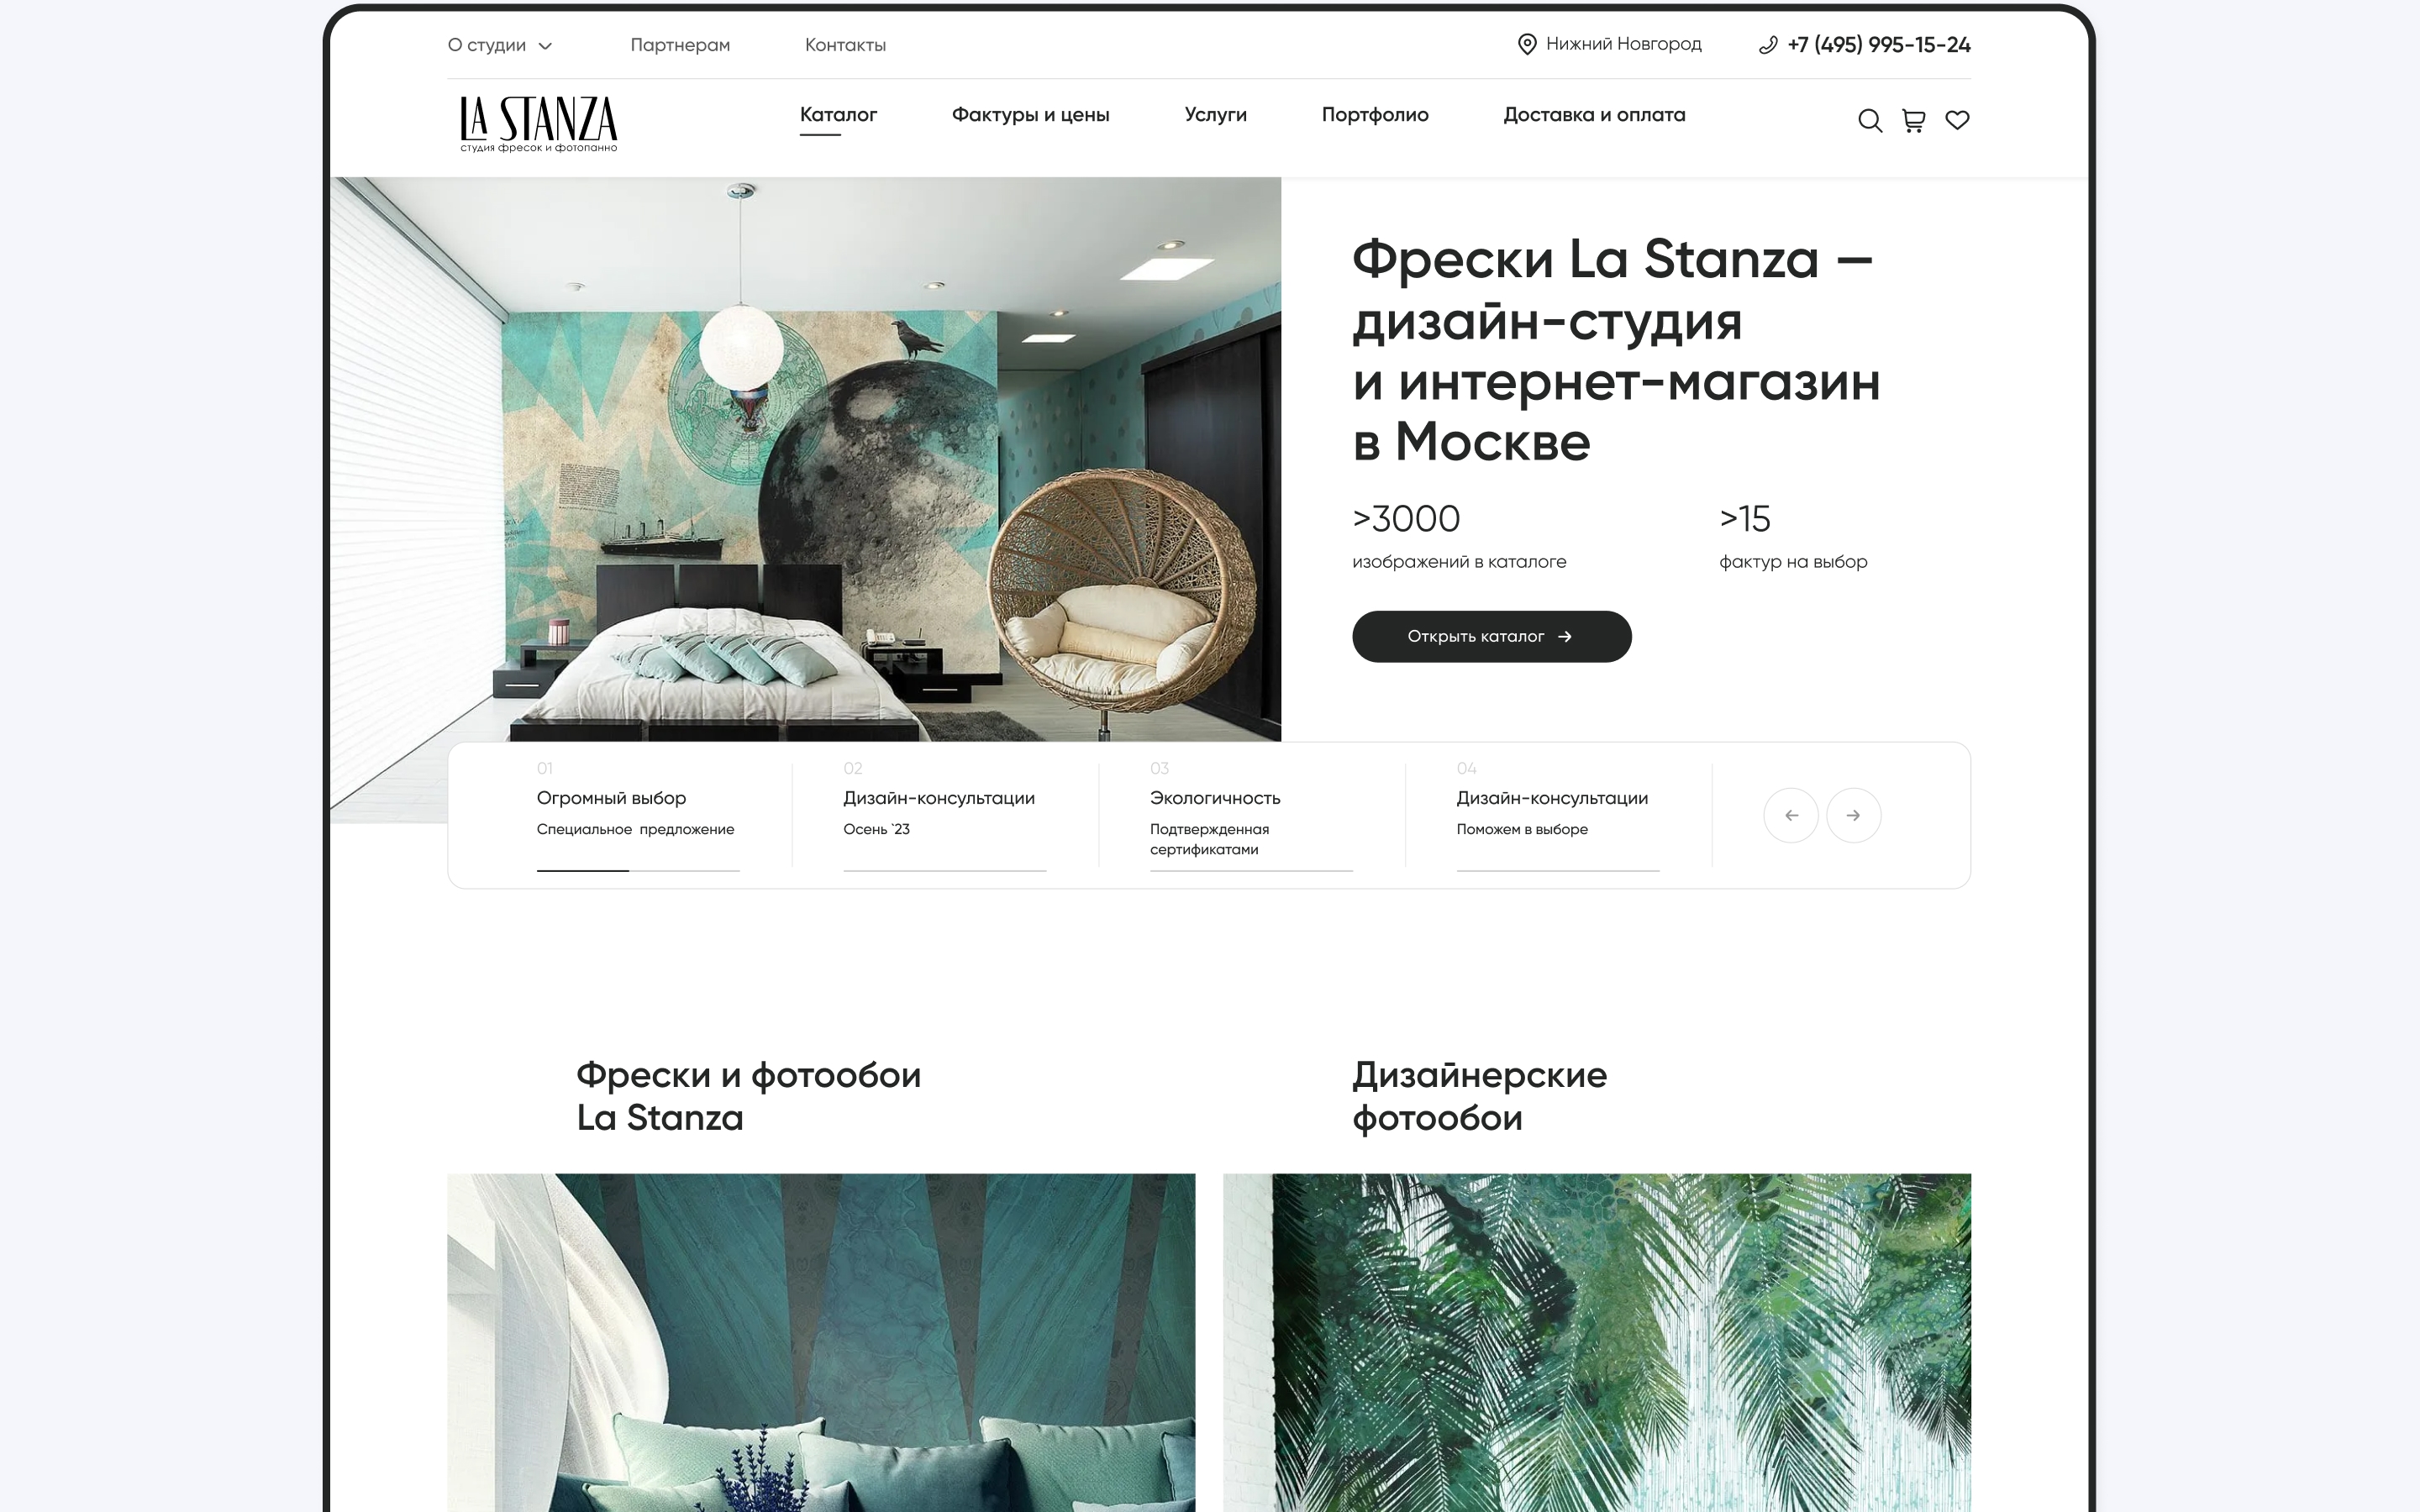 О студии
Партнерам
Контакты
Нижний Новгород
+7 (495) 995-15-24
LA STANZA
студия фресок и фотопанно
Каталог
Фактуры и цены
Услуги
Портфолио
Доставка и оплата
Фрески La Stanza —
дизайн-студия
и интернет-магазин
в Москве
>3000
изображений в каталоге
>15
фактур на выбор
Открыть каталог
01
Огромный выбор
Специальное предложение
02
Дизайн-консультации
Осень `23
03
Экологичность
Подтвержденная
сертификатами
04
Дизайн-консультации
Поможем в выборе
Фрески и фотообои
La Stanza
Дизайнерские
фотообои